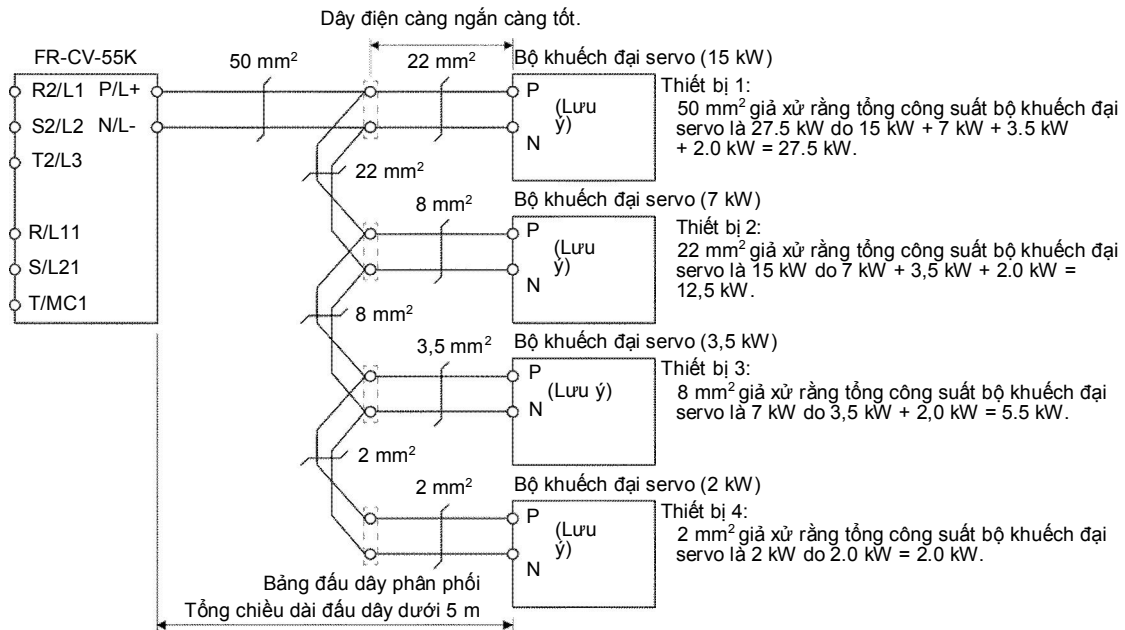 Dây điện càng ngắn càng tốt.
FR-CV-55K
50 mm²
22 mm²
Bộ khuếch đại servo (15 kW)
R2/L1 P/L+
S2/L2 N/L-
T2/L3
R/L11
S/L21
T/MC1
P
(Lưu
ý)
N
Thiết bị 1:
50 mm² giả xử rằng tổng công suất bộ khuếch đại
servo là 27.5 kW do 15 kW + 7 kW + 3.5 kW
+ 2.0 kW = 27.5 kW.
22 mm²
8 mm²
Bộ khuếch đại servo (7 kW)
P
(Lưu
ý)
N
Thiết bị 2:
22 mm² giả xử rằng tổng công suất bộ khuếch đại
servo là 15 kW do 7 kW + 3,5 kW + 2.0 kW =
12,5 kW.
8 mm²
3,5 mm²
Bộ khuếch đại servo (3,5 kW)
P
(Lưu ý)
N
Thiết bị 3:
8 mm² giả xử rằng tổng công suất bộ khuếch đại
servo là 7 kW do 3,5 kW + 2,0 kW = 5.5 kW.
2 mm²
2 mm²
Bộ khuếch đại servo (2 kW)
P
(Lưu
ý)
N
Thiết bị 4:
2 mm² giả xử rằng tổng công suất bộ khuếch đại
servo là 2 kW do 2.0 kW = 2.0 kW.
Bảng đấu dây phân phối
Tổng chiều dài đấu dây dưới 5 m